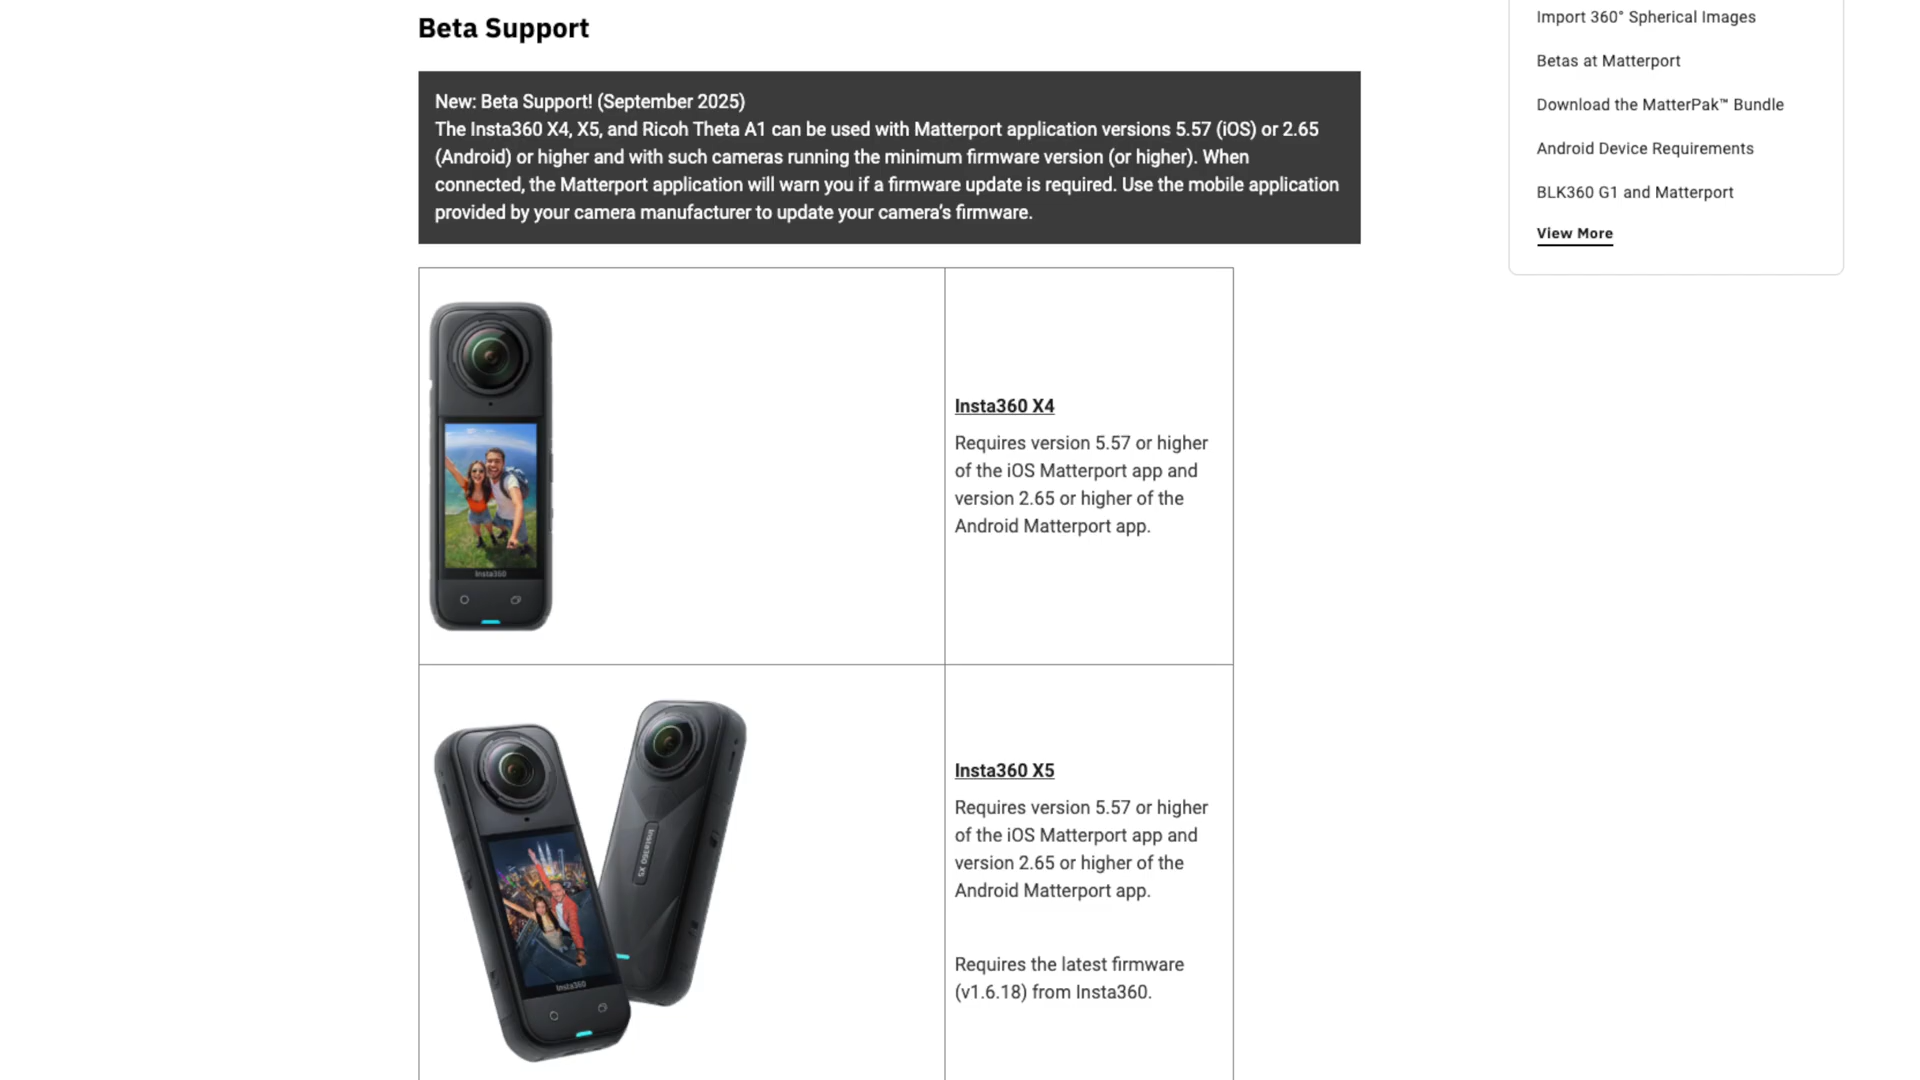 Beta Support
New: Beta Support! (September 2025)
The Insta360 X4, X5, and Ricoh Theta A1 can be used with Matterport application versions 5.57 (iOS) or 2.65
(Android) or higher and with such cameras running the minimum firmware version (or higher). When
connected, the Matterport application will warn you if a firmware update is required. Use the mobile application
provided by your camera manufacturer to update your camera’s firmware.
Insta360
Insta360 X4
Requires version 5.57 or higher
of the iOS Matterport app and
version 2.65 or higher of the
Android Matterport app.
Insta360 X5
Insta360
Insta360 X5
Requires version 5.57 or higher
of the iOS Matterport app and
version 2.65 or higher of the
Android Matterport app.
Requires the latest firmware
(v1.6.18) from Insta360.
Import 360° Spherical Images
Betas at Matterport
Download the MatterPak™ Bundle
Android Device Requirements
BLK360 G1 and Matterport
View More